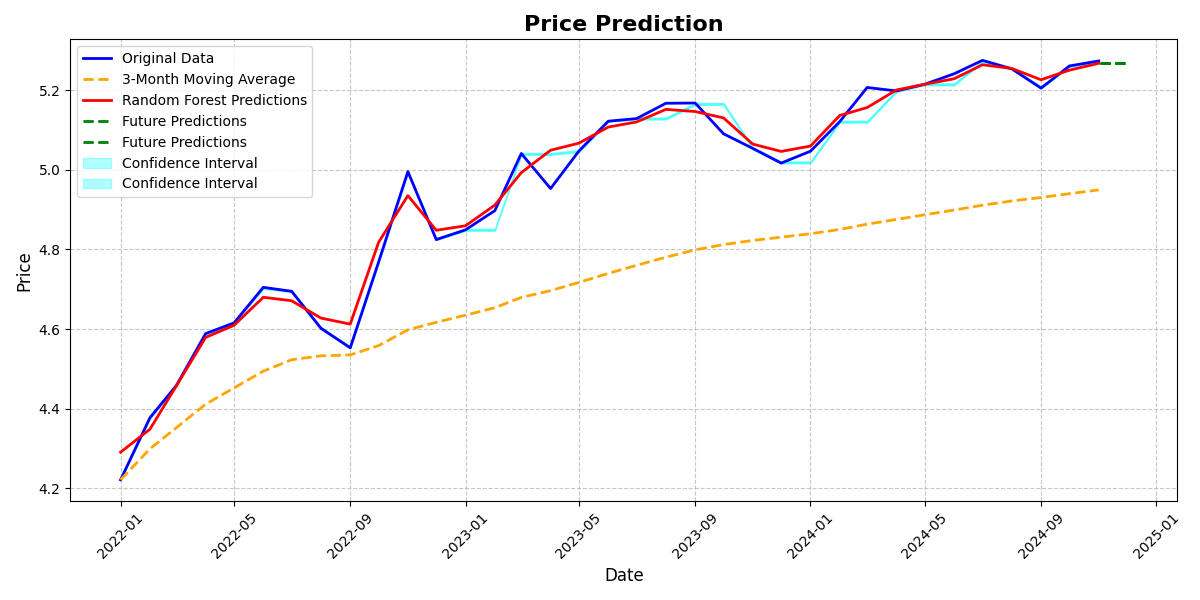 Price Prediction
Original Data
3-Month Moving Average
Random Forest Predictions
Future Predictions
Future Predictions
Confidence Interval
Confidence Interval
Price
5.2
5.0
4.8
4.6
4.4
4.2
2022-01
2022-05
2022-09
2023-01
2023-05
2023-09
2024-01
2024-05
2024-09
2025-01
Date